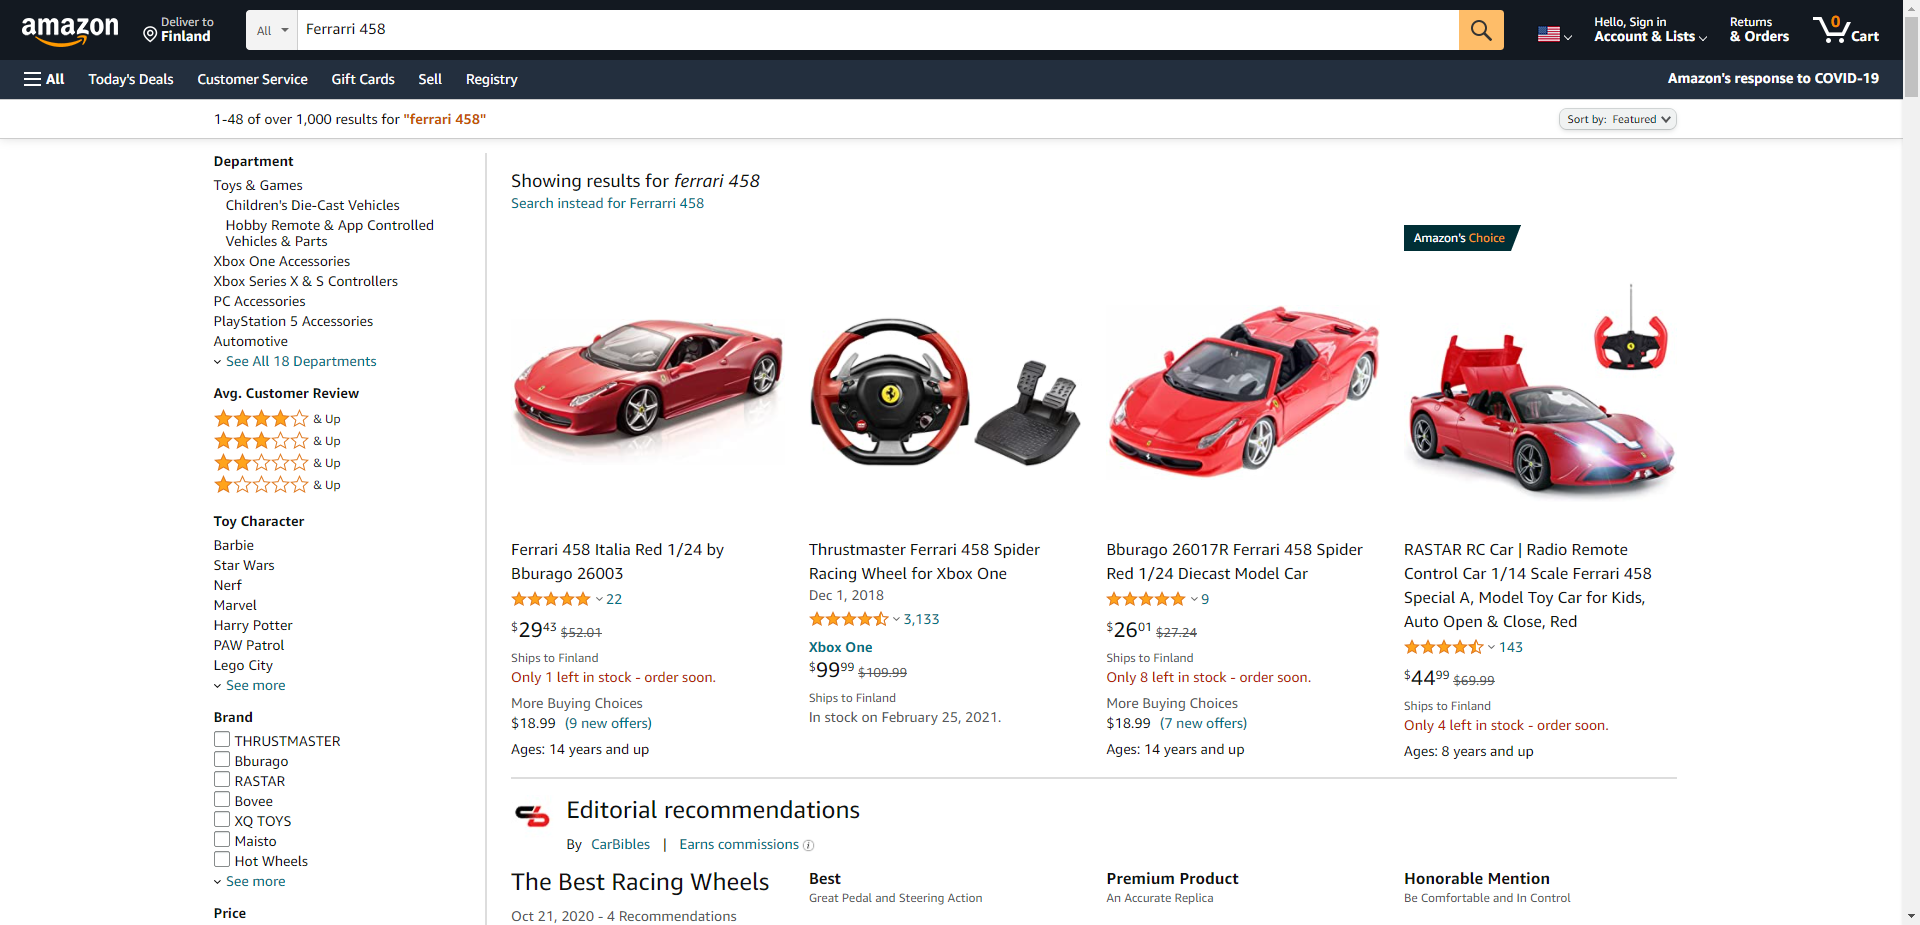 amazon
Deliver to
Finland
All
Ferrarri 458
Hello, Sign in
Account & Lists
Returns
& Orders
0
Cart
All
Today's Deals
Customer Service
Gift Cards
Sell
Registry
Amazon's response to COVID-19
1-48 of over 1,000 results for "ferrari 458"
Sort by: Featured
Department
Toys & Games
Children's Die-Cast Vehicles
Hobby Remote & App Controlled
Vehicles & Parts
Xbox One Accessories
Xbox Series X & S Controllers
PC Accessories
PlayStation 5 Accessories
Automotive
See All 18 Departments
Avg. Customer Review
& Up
& Up
& Up
& Up
Toy Character
Barbie
Star Wars
Nerf
Marvel
Harry Potter
PAW Patrol
Lego City
See more
Brand
THRUSTMASTER
Bburago
RASTAR
Bovee
XQ TOYS
Maisto
Hot Wheels
See more
Price
Showing results for ferrari 458
Search instead for Ferrarri 458
Ferrari 458 Italia Red 1/24 by
Bburago 26003
22
$29.43 $52.01
Ships to Finland
Only 1 left in stock - order soon.
More Buying Choices
$18.99 (9 new offers)
Ages: 14 years and up
Thrustmaster Ferrari 458 Spider
Racing Wheel for Xbox One
Dec 1, 2018
3,133
Xbox One
$99.99 $109.99
Ships to Finland
In stock on February 25, 2021.
Bburago 26017R Ferrari 458 Spider
Red 1/24 Diecast Model Car
9
$26.01 $27.24
Ships to Finland
Only 8 left in stock - order soon.
More Buying Choices
$18.99 (7 new offers)
Ages: 14 years and up
Amazon's Choice
RASTAR RC Car | Radio Remote
Control Car 1/14 Scale Ferrari 458
Special A, Model Toy Car for Kids,
Auto Open & Close, Red
143
$44.99 $69.99
Ships to Finland
Only 4 left in stock - order soon.
Ages: 8 years and up
Editorial recommendations
By CarBibles | Earns commissions
The Best Racing Wheels
Oct 21, 2020 - 4 Recommendations
Best
Great Pedal and Steering Action
Premium Product
An Accurate Replica
Honorable Mention
Be Comfortable and In Control